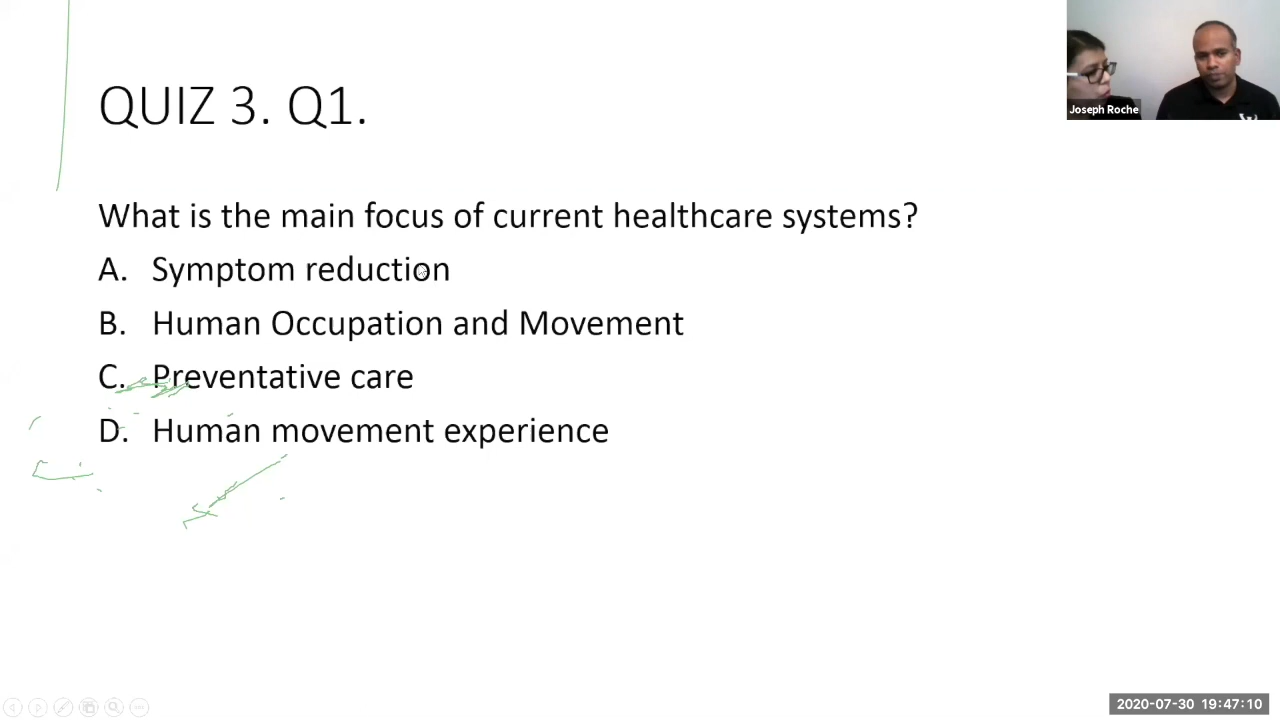 QUIZ 3. Q1.
What is the main focus of current healthcare systems?
A. Symptom reduction
B. Human Occupation and Movement
C. Preventative care
D. Human movement experience
Joseph Roche
2020-07-30 19:47:10